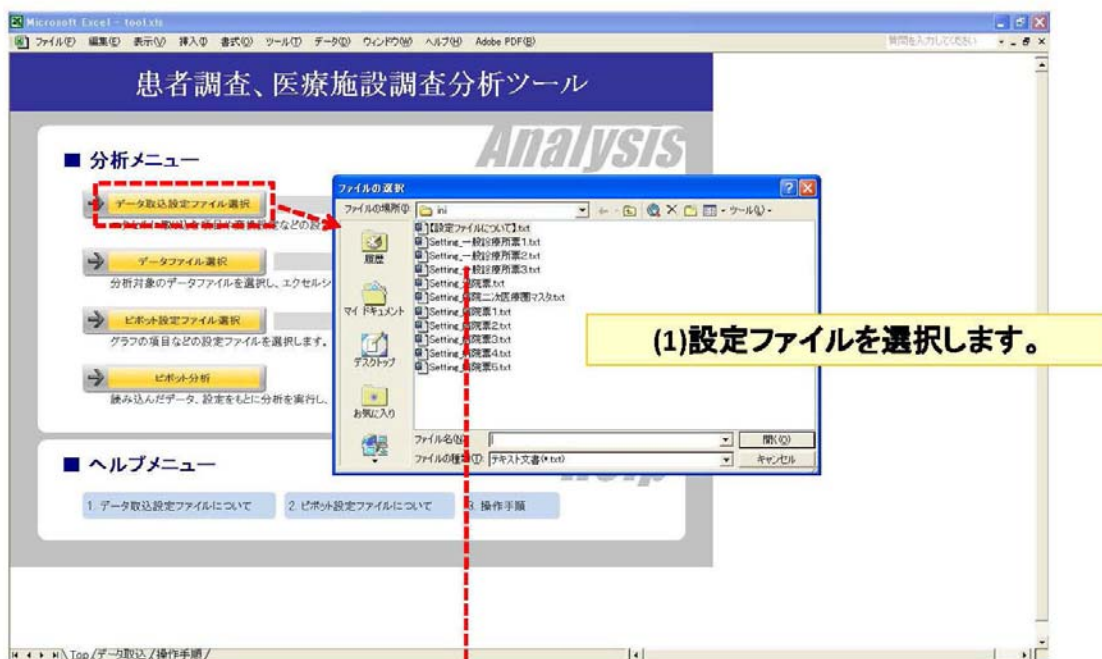 Microsoft Excel - tool.xls
ファイル(F) 編集(E) 表示(V) 挿入(I) 書式(O) ツール(T) データ(D) ウィンドウ(W) ヘルプ(H) Adobe PDF(B)
質問を入力してください
患者調査、医療施設調査分析ツール
Analysis
■ 分析メニュー
データ取込設定ファイル選択
データファイル選択
分析対象のデータファイルを選択し、エクセルシ
ピボット設定ファイル選択
グラフの項目などの設定ファイルを選択します。
ピボット分析
読み込んだデータ、設定をもとに分析を実行し、
ファイルの選択
ファイルの場所(I):
ini
ツール(L)
履歴
マイ ドキュメント
デスクトップ
お気に入り
【設定ファイルについて】.txt
Setting_一般診療所票1.txt
Setting_一般診療所票2.txt
Setting_一般診療所票3.txt
Setting_病院票.txt
Setting_病院二次医療圏マスタ.txt
Setting_病院票1.txt
Setting_病院票2.txt
Setting_病院票3.txt
Setting_病院票4.txt
Setting_病院票5.txt
ファイル名(N):
開く(O)
ファイルの種類(T):
テキスト文書(*.txt)
キャンセル
(1)設定ファイルを選択します。
■ ヘルプメニュー
1. データ取込設定ファイルについて
2. ピボット設定ファイルについて
3. 操作手順
Top / データ取込 / 操作手順 /